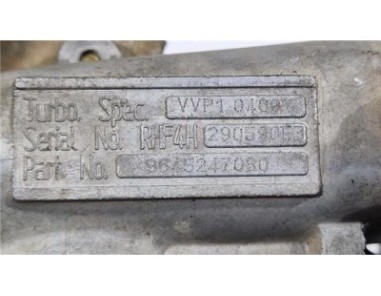 Turbo. Spec. VVP1
Serial No. RHF4H
Part No. 9645247080